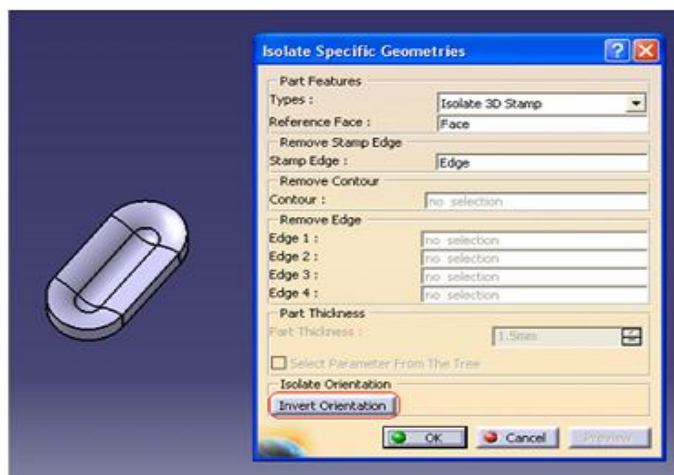 Isolate Specific Geometries
Part Features
Types : Isolate 3D Stamp
Reference Face : Face
Remove Stamp Edge
Stamp Edge : Edge
Remove Contour
Contour : no selection
Remove Edge
Edge 1 : no selection
Edge 2 : no selection
Edge 3 : no selection
Edge 4 : no selection
Part Thickness
Part Thickness : 1.5mm
Select Parameter From The Tree
Isolate Orientation
Invert Orientation
OK Cancel Preview